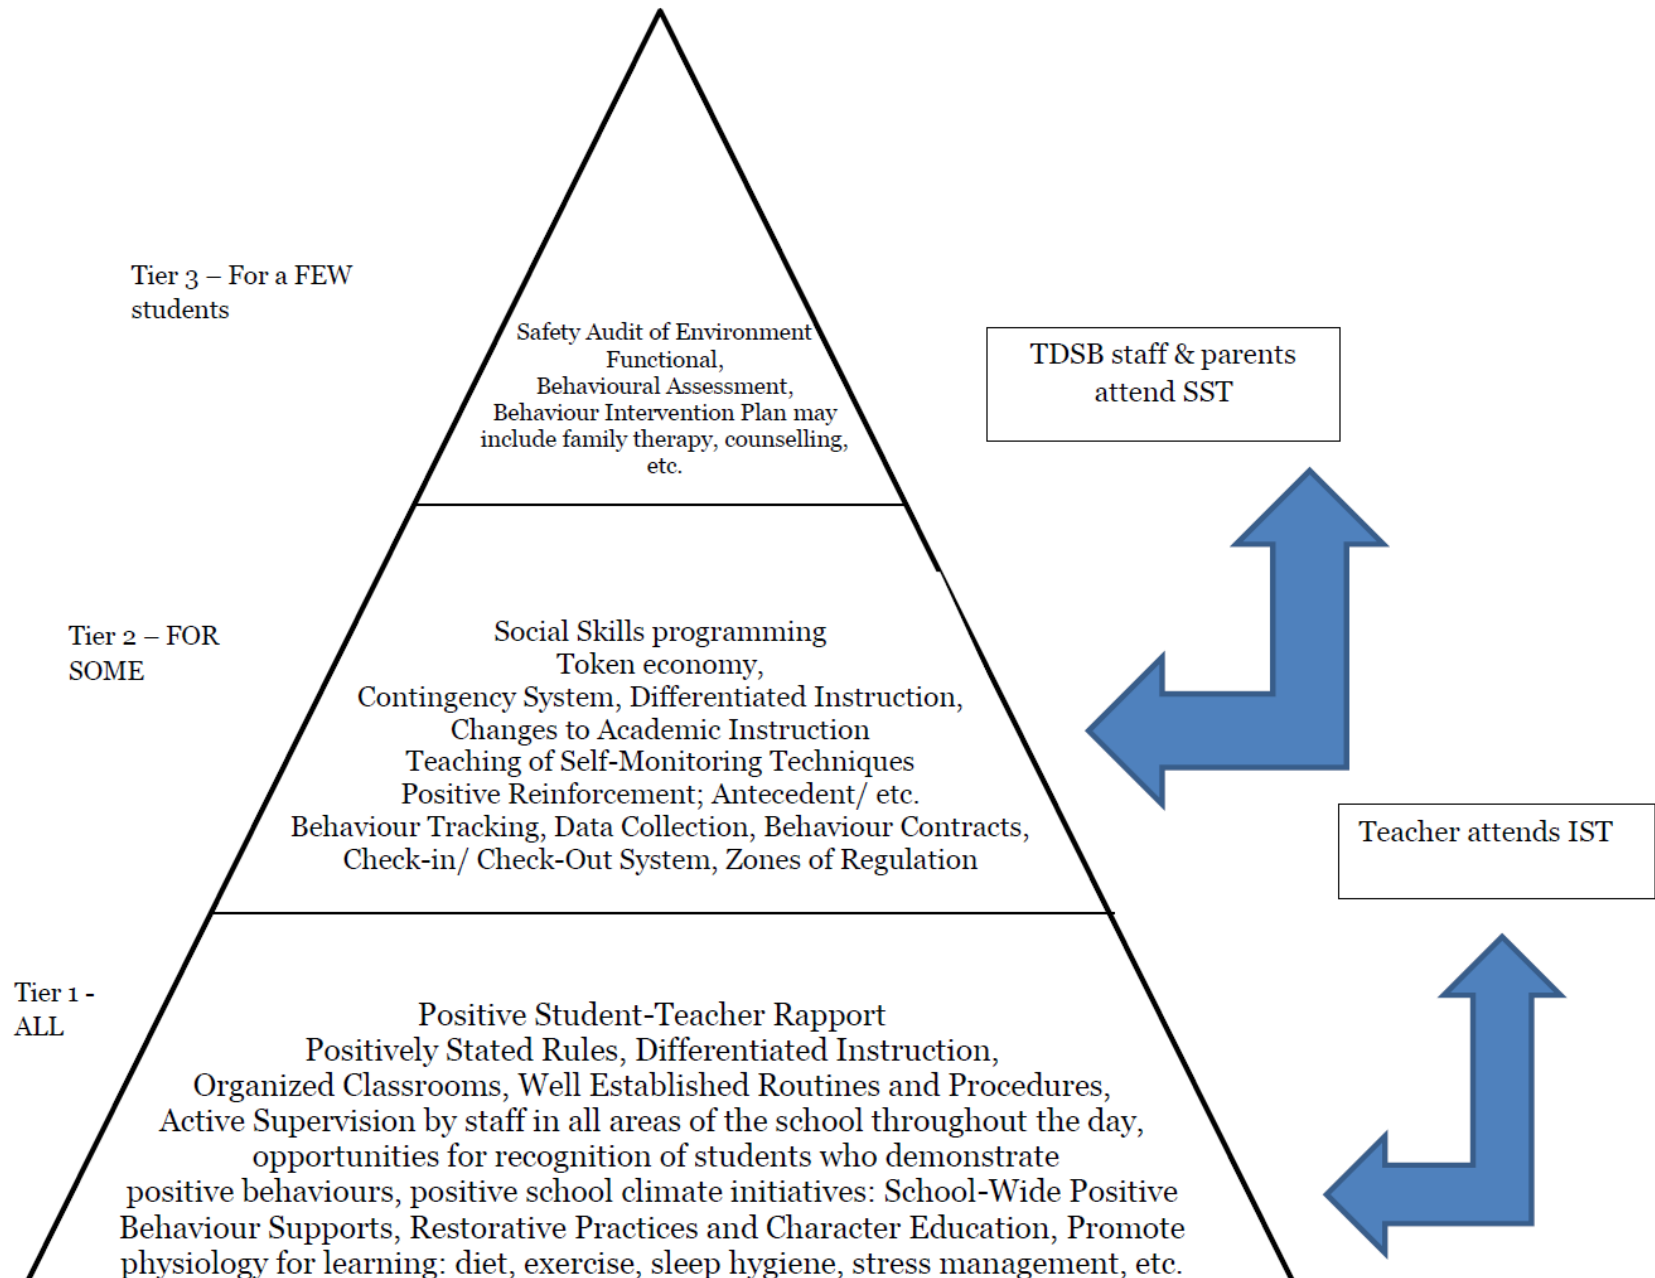 Tier 3 – For a FEW
students
Safety Audit of Environment
Functional,
Behavioural Assessment,
Behaviour Intervention Plan may
include family therapy, counselling,
etc.
TDSB staff & parents
attend SST
Tier 2 – FOR
SOME
Social Skills programming
Token economy,
Contingency System, Differentiated Instruction,
Changes to Academic Instruction
Teaching of Self-Monitoring Techniques
Positive Reinforcement; Antecedent/ etc.
Behaviour Tracking, Data Collection, Behaviour Contracts,
Check-in/ Check-Out System, Zones of Regulation
Teacher attends IST
Tier 1 -
ALL
Positive Student-Teacher Rapport
Positively Stated Rules, Differentiated Instruction,
Organized Classrooms, Well Established Routines and Procedures,
Active Supervision by staff in all areas of the school throughout the day,
opportunities for recognition of students who demonstrate
positive behaviours, positive school climate initiatives: School-Wide Positive
Behaviour Supports, Restorative Practices and Character Education, Promote
physiology for learning: diet, exercise, sleep hygiene, stress management, etc.